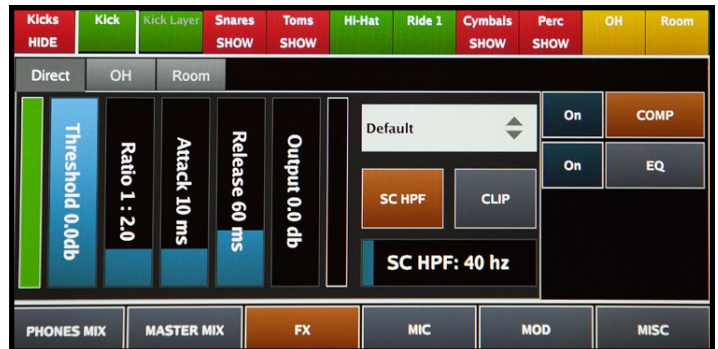 Kicks Kick Kick Layer Snares Toms Hi-Hat Ride 1 Cymbals Perc OH Room
HIDE SHOW SHOW SHOW SHOW
Direct OH Room
Threshold 0.0db
Ratio 1 : 2.0
Attack 10 ms
Release 60 ms
Output 0.0 db
Default
On COMP
On EQ
SC HPF CLIP
SC HPF: 40 hz
PHONES MIX MASTER MIX FX MIC MOD MISC